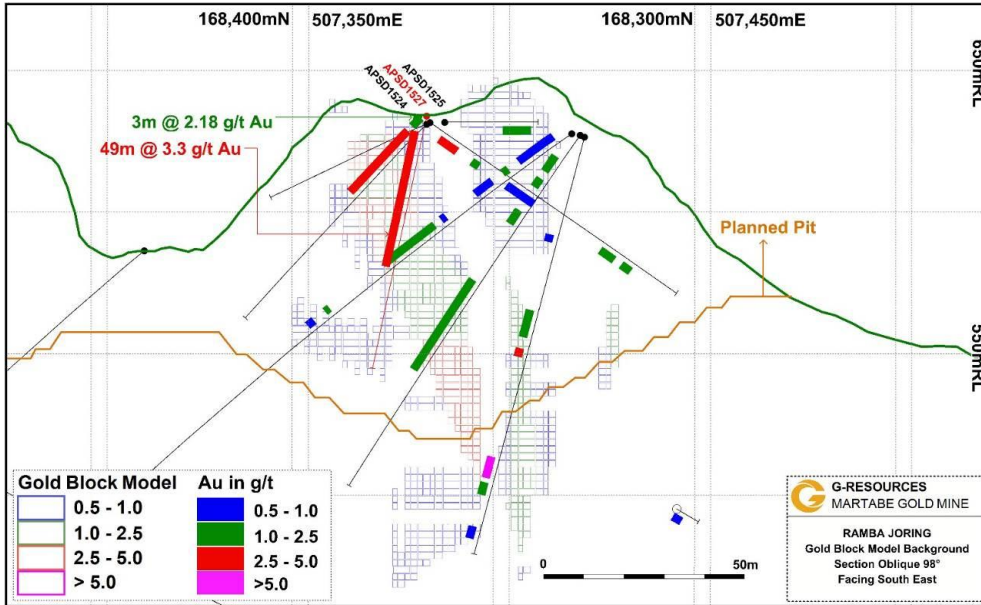 168,400mN 507,350mE 168,300mN 507,450mE
650mRL
APSD1524
APSD1527
APSD1525
3m @ 2.18 g/t Au
49m @ 3.3 g/t Au
Planned Pit
550mRL
Gold Block Model
0.5 - 1.0
1.0 - 2.5
2.5 - 5.0
> 5.0
Au in g/t
0.5 - 1.0
1.0 - 2.5
2.5 - 5.0
>5.0
0 50m
G-RESOURCES
MARTABE GOLD MINE
RAMBA JORING
Gold Block Model Background
Section Oblique 98°
Facing South East